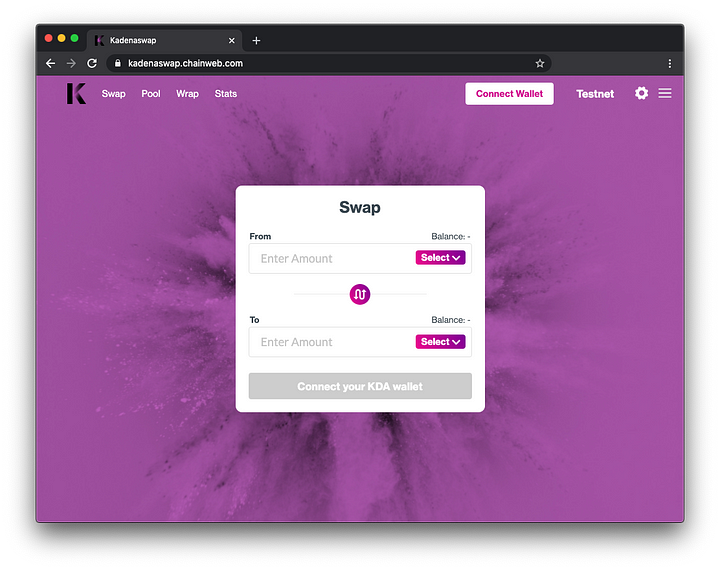 Kadenaswap
kadenaswap.chainweb.com
K Swap Pool Wrap Stats Connect Wallet Testnet
Swap
From Balance: -
Enter Amount Select
To Balance: -
Enter Amount Select
Connect your KDA wallet